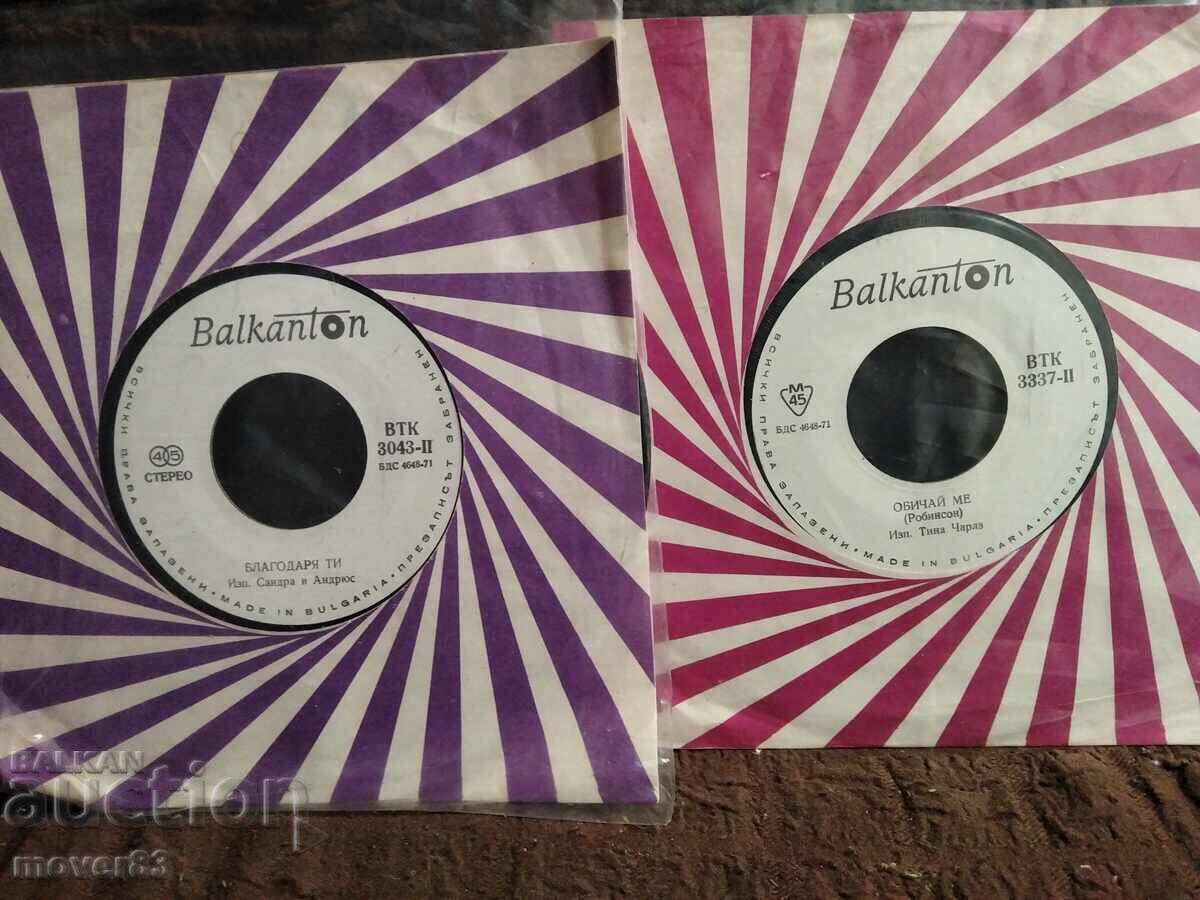 Balkanton
45
СТЕРЕО
ВТК
3043-II
БДС 4648-71
БЛАГОДАРЯ ТИ
Изп. Сандра и Андрюс
ВСИЧКИ ПРАВА ЗАПАЗЕНИ • MADE IN BULGARIA • ПРЕЗАПИСЪТ ЗАБРАНЕН
Balkanton
М
45
БДС 4648-71
ВТК
3337-II
ОБИЧАЙ МЕ
(Робинсон)
Изп. Тина Чарлз
ВСИЧКИ ПРАВА ЗАПАЗЕНИ • MADE IN BULGARIA • ПРЕЗАПИСЪТ ЗАБРАНЕН
BALKAN
auction
mover83